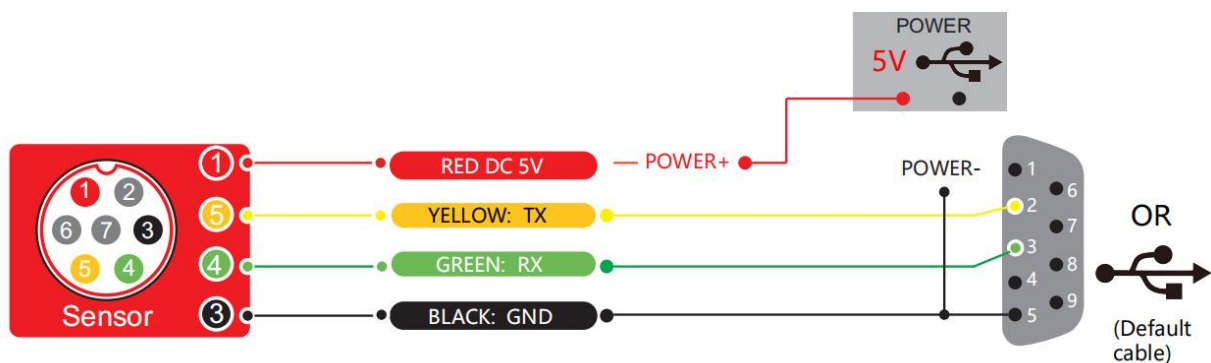 POWER
5V
1
RED DC 5V
POWER+
POWER-
1
6
1 2
5
YELLOW: TX
2
OR
6 7 3
7
4
GREEN: RX
3
5 4
8
4
Sensor
3
BLACK: GND
9
5
(Default
cable)